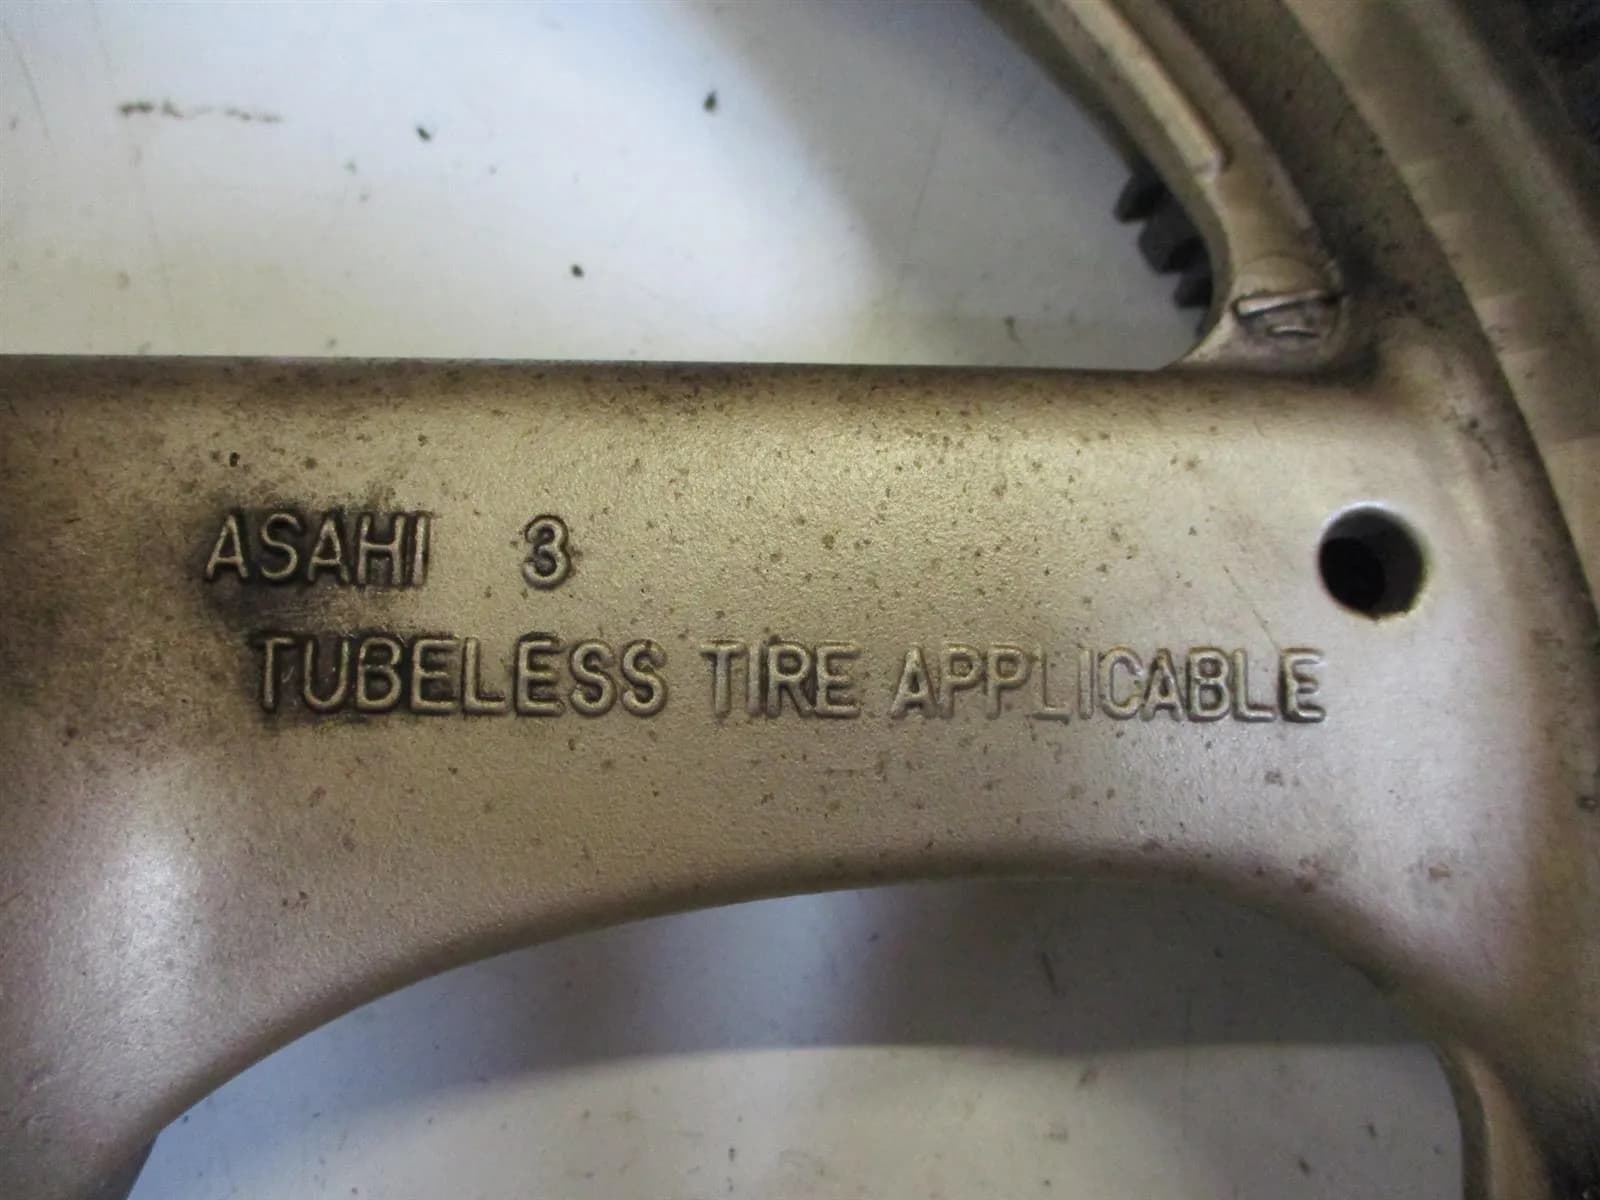 ASAHI 3
TUBELESS TIRE APPLICABLE